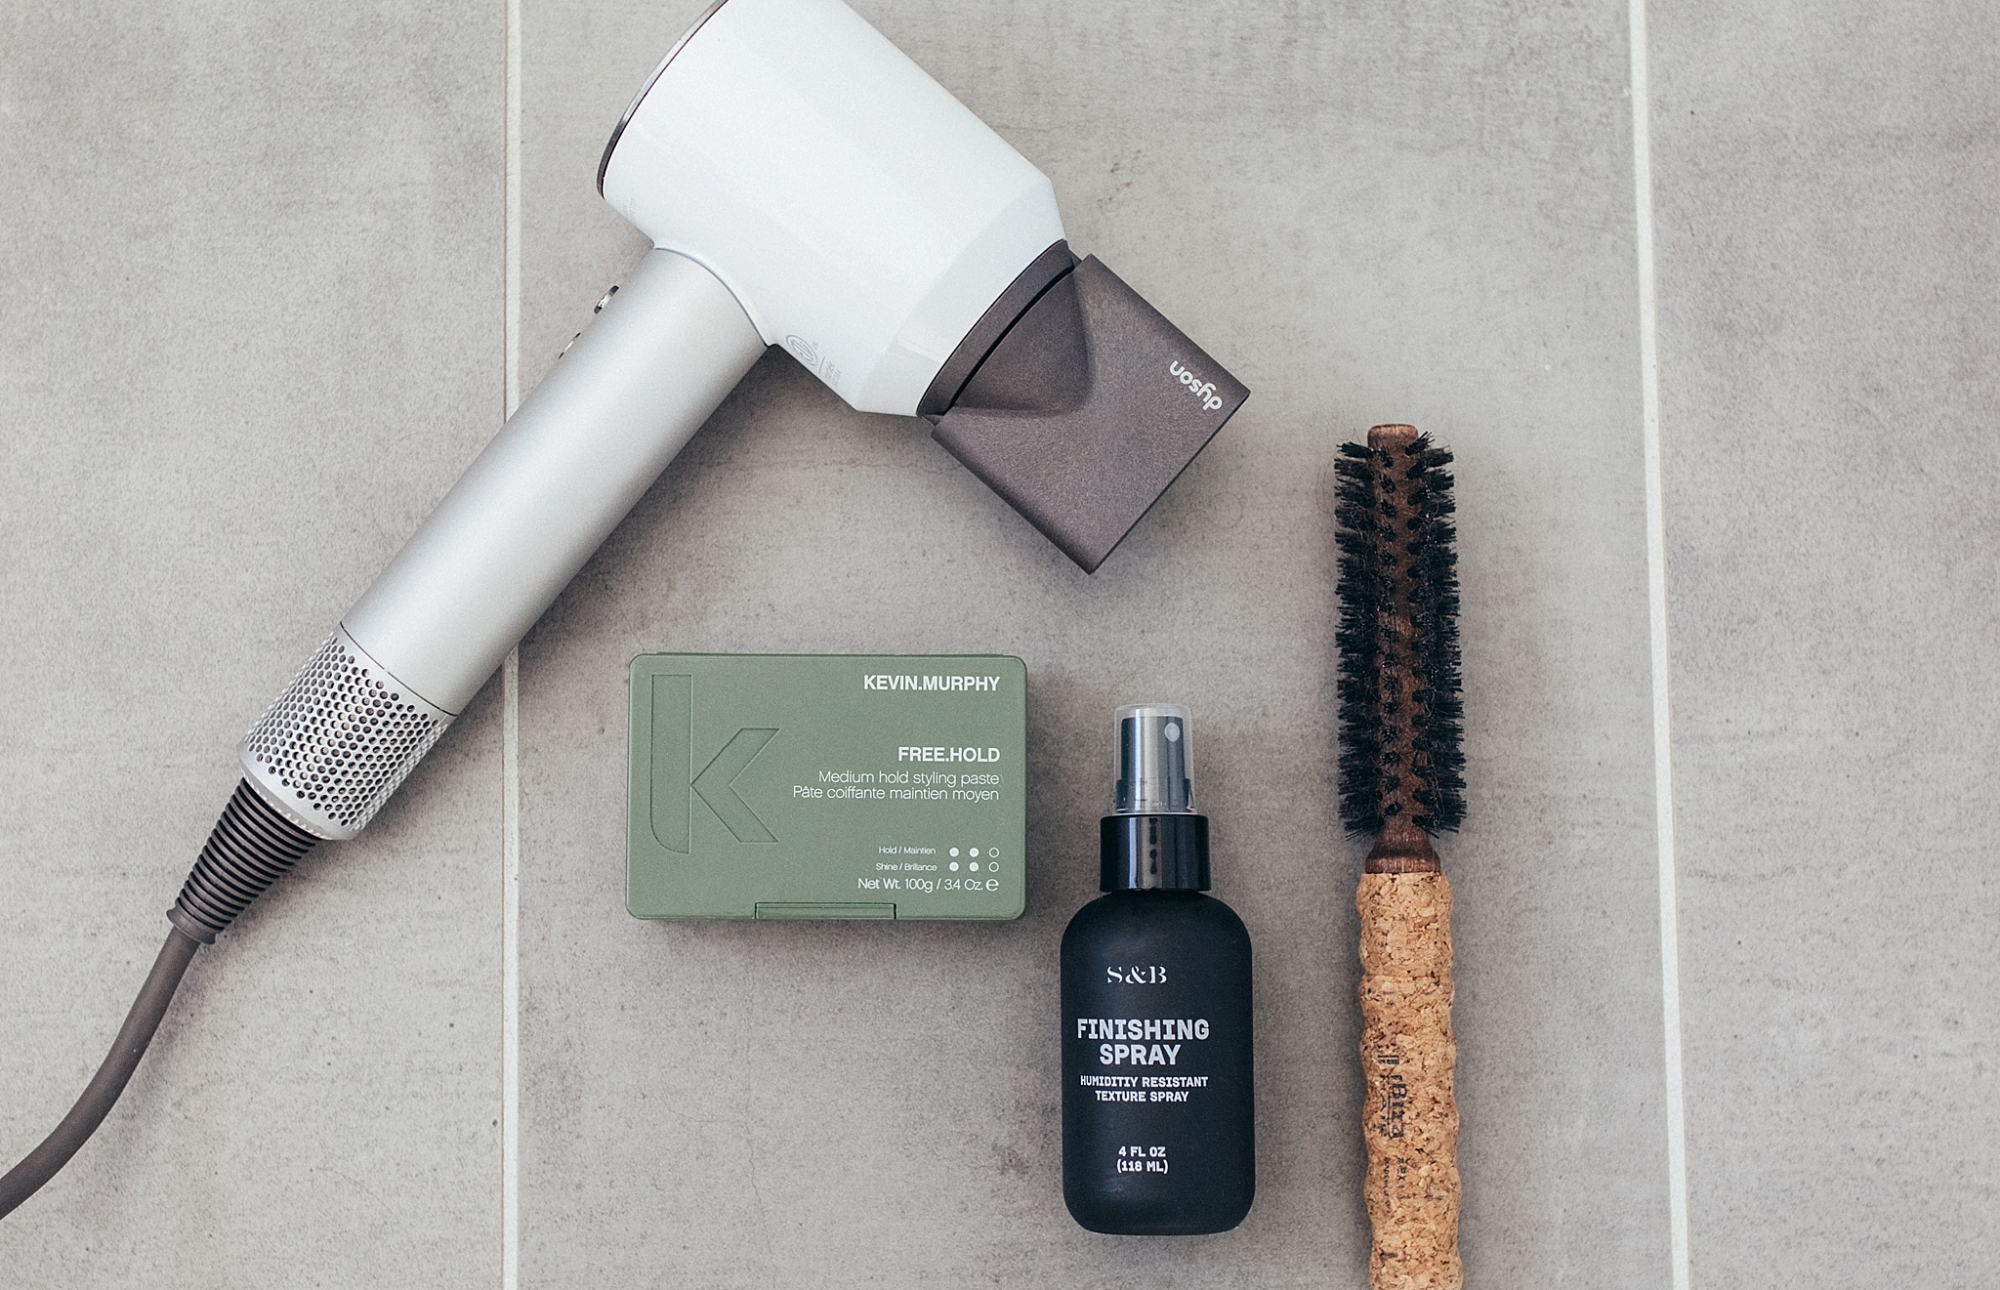 dyson
KEVIN.MURPHY
FREE.HOLD
Medium hold styling paste
Pâte coiffante maintien moyen
Hold / Maintien
Shine / Brillance
Net Wt. 100g / 3.4 Oz. ℮
S&B
FINISHING
SPRAY
HUMIDITIY RESISTANT
TEXTURE SPRAY
4 FL OZ
(118 ML)